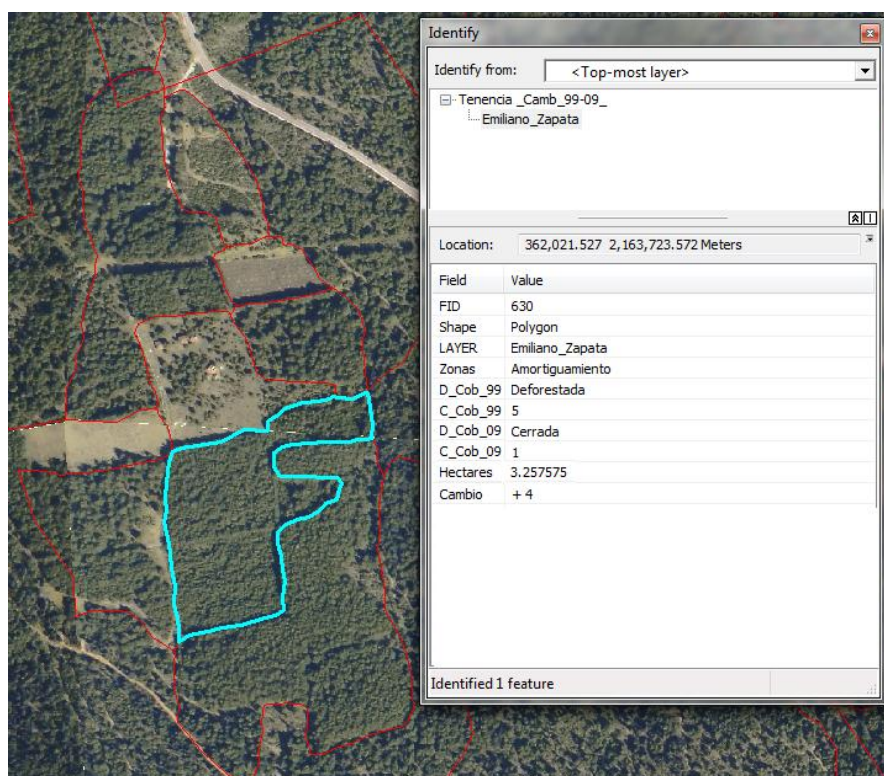 Identify
Identify from: <Top-most layer>
Tenencia _Camb_99-09_
Emiliano_Zapata
Location: 362,021.527 2,163,723.572 Meters
Field Value
FID 630
Shape Polygon
LAYER Emiliano_Zapata
Zonas Amortiguamiento
D_Cob_99 Deforestada
C_Cob_99 5
D_Cob_09 Cerrada
C_Cob_09 1
Hectares 3.257575
Cambio + 4
Identified 1 feature